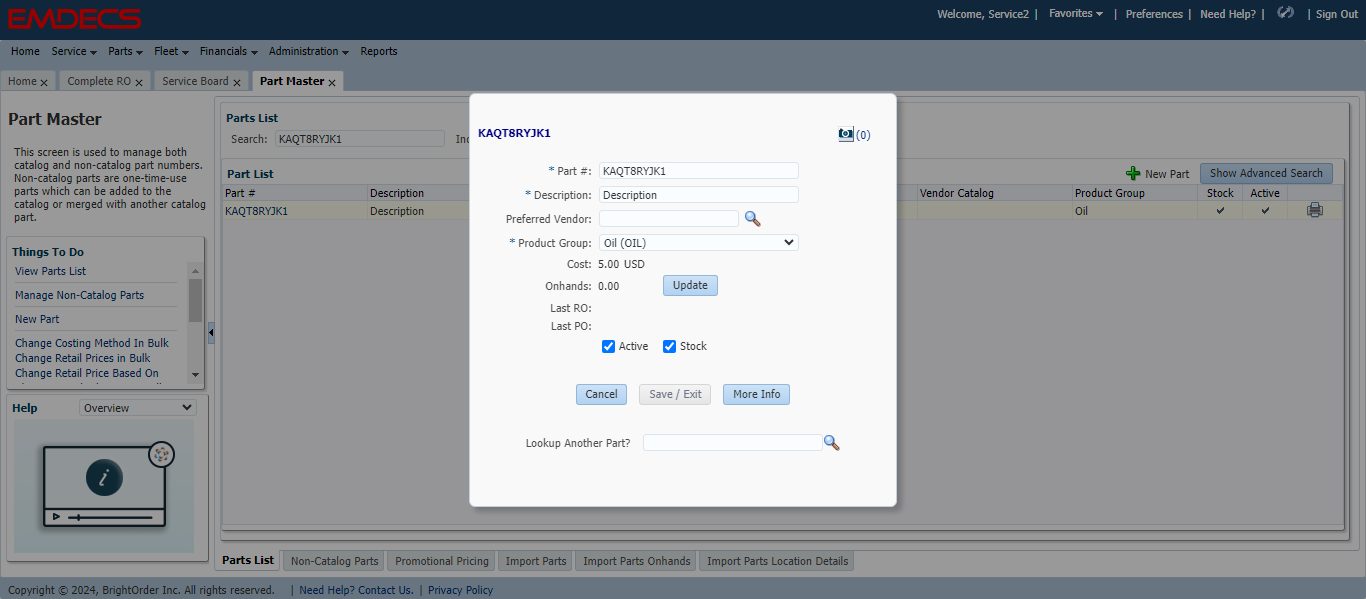 EMDECS
Welcome, Service2 | Favorites | Preferences | Need Help? | | Sign Out
Home Service Parts Fleet Financials Administration Reports
Home x Complete RO x Service Board x Part Master x
Part Master
This screen is used to manage both
catalog and non-catalog part numbers.
Non-catalog parts are one-time-use
parts which can be added to the
catalog or merged with another catalog
part.
Things To Do
View Parts List
Manage Non-Catalog Parts
New Part
Change Costing Method In Bulk
Change Retail Prices in Bulk
Change Retail Price Based On
Help Overview
Parts List
Search: KAQT8RYJK1
Part List
New Part Show Advanced Search
Part # Description Vendor Catalog Product Group Stock Active
KAQT8RYJK1 Description Oil
KAQT8RYJK1
(0)
* Part #: KAQT8RYJK1
* Description: Description
Preferred Vendor:
* Product Group: Oil (OIL)
Cost: 5.00 USD
Onhands: 0.00 Update
Last RO:
Last PO:
Active Stock
Cancel Save / Exit More Info
Lookup Another Part?
Parts List Non-Catalog Parts Promotional Pricing Import Parts Import Parts Onhands Import Parts Location Details
Copyright © 2024, BrightOrder Inc. All rights reserved. | Need Help? Contact Us. | Privacy Policy